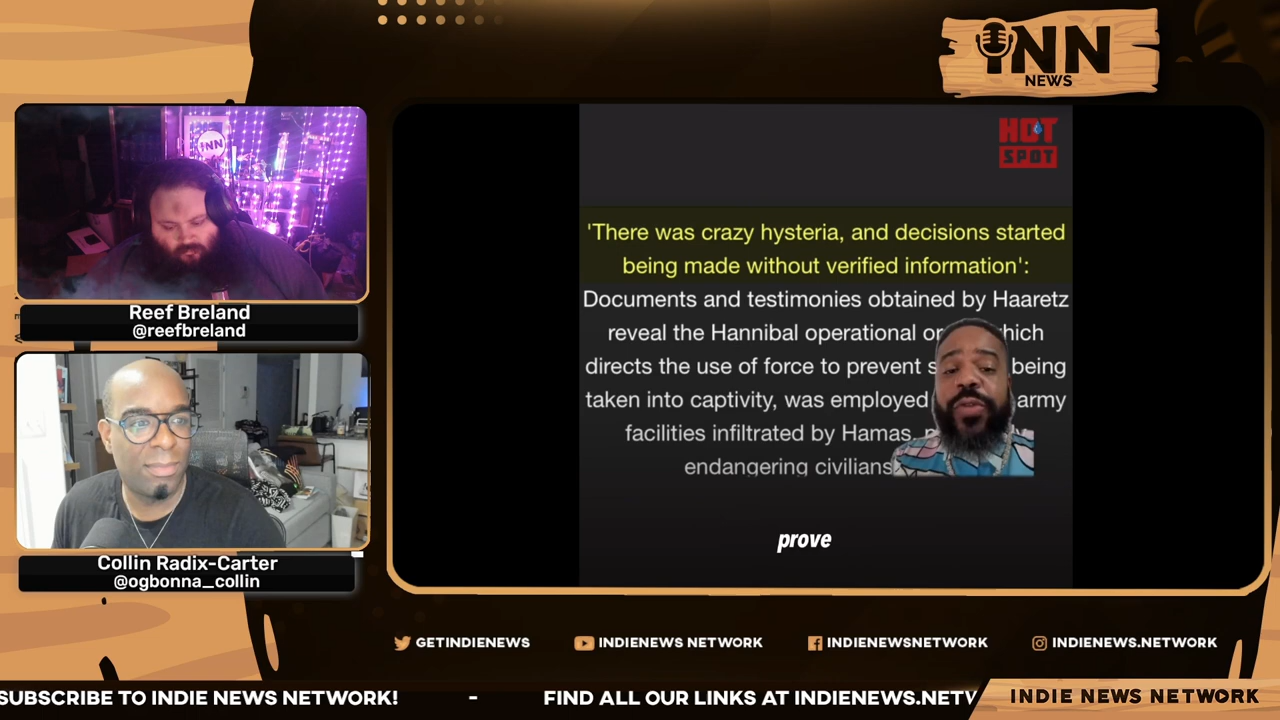 iNN
NEWS
iNN
HOT
SPOT
'There was crazy hysteria, and decisions started
being made without verified information':
Documents and testimonies obtained by Haaretz
reveal the Hannibal operational which
directs the use of force to prevent being
taken into captivity, was employed army
facilities infiltrated by Hamas,
endangering civilians
prove
Reef Breland
@reefbreland
Collin Radix-Carter
@ogbonna_collin
GETINDIENEWS
INDIENEWS NETWORK
INDIENEWSNETWORK
INDIENEWS.NETWORK
SUBSCRIBE TO INDIE NEWS NETWORK! - FIND ALL OUR LINKS AT INDIENEWS.NETW
INDIE NEWS NETWORK